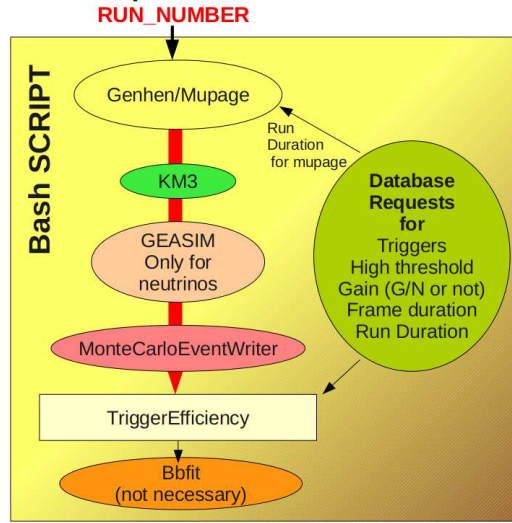 RUN_NUMBER
Bash SCRIPT
Genhen/Mupage
Run
Duration
for mupage
KM3
GEASIM
Only for
neutrinos
Database
Requests
for
Triggers
High threshold
Gain (G/N or not)
Frame duration
Run Duration
MonteCarloEventWriter
TriggerEfficiency
Bbfit
(not necessary)